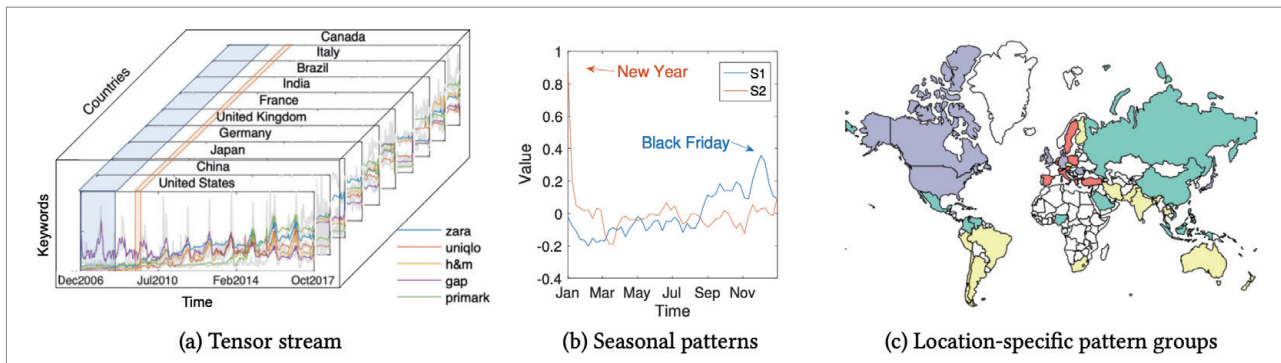 Canada
Italy
Brazil
India
France
United Kingdom
Germany
Japan
China
United States
Countries
Keywords
Dec2006 Jul2010 Feb2014 Oct2017
Time
zara
uniqlo
h&m
gap
primark
(a) Tensor stream
1
0.8
0.6
0.4
0.2
0
-0.2
-0.4
Value
New Year
S1
S2
Black Friday
Jan Mar May Jul Sep Nov
Time
(b) Seasonal patterns
(c) Location-specific pattern groups